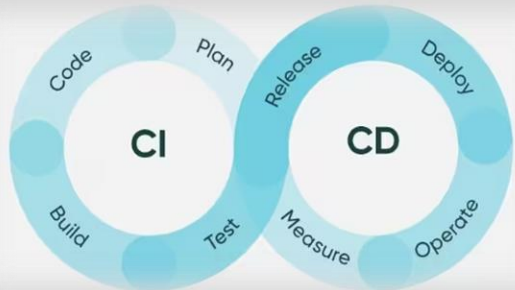 Plan
Code
Build
Test
CI
Release
Deploy
Operate
Measure
CD